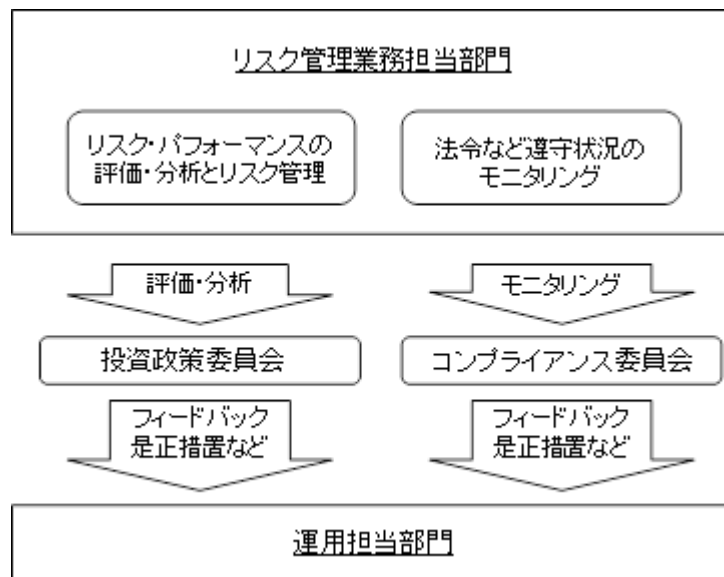 リスク管理業務担当部門
リスク・パフォーマンスの
評価・分析とリスク管理
法令など遵守状況の
モニタリング
評価・分析
モニタリング
投資政策委員会
コンプライアンス委員会
フィードバック
是正措置など
フィードバック
是正措置など
運用担当部門